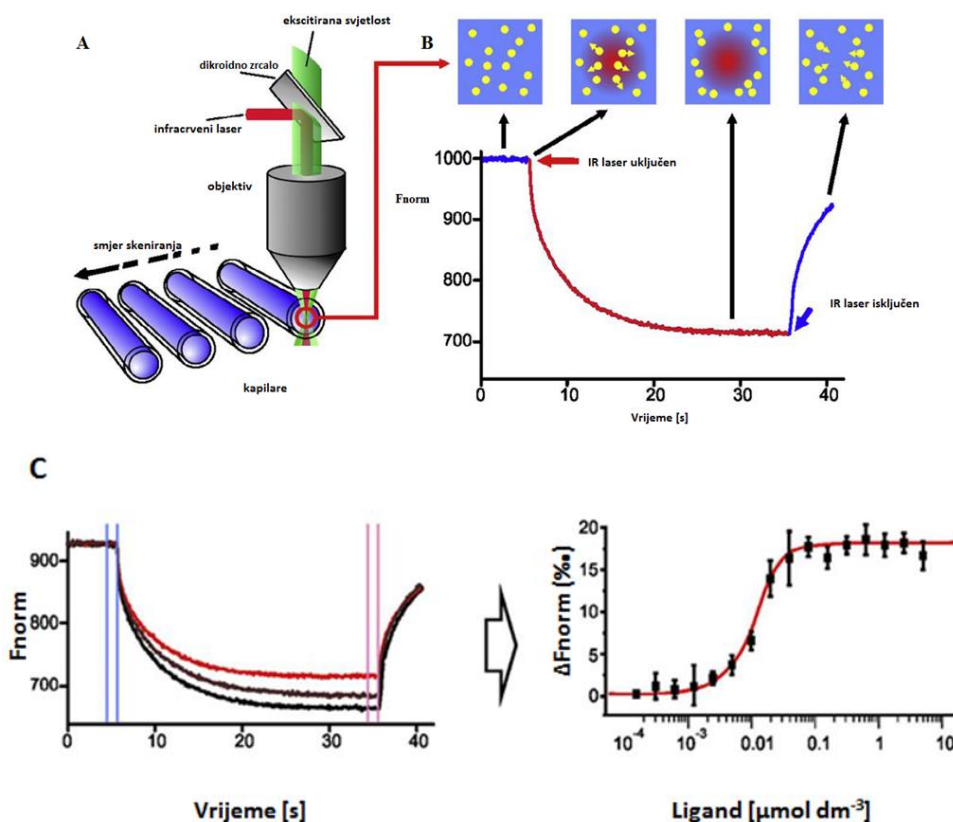 A
ekscitirana svjetlost
dikroidno zrcalo
infracrveni laser
objektiv
smjer skeniranja
kapilare
B
1000
900
800
700
Fnorm
IR laser uključen
IR laser isključen
0
10
20
30
40
Vrijeme [s]
C
900
800
700
Fnorm
0
10
20
30
40
Vrijeme [s]
20
15
10
5
0
ΔFnorm (‰)
10⁻⁴
10⁻³
0.01
0.1
1
10
Ligand [µmol dm⁻³]